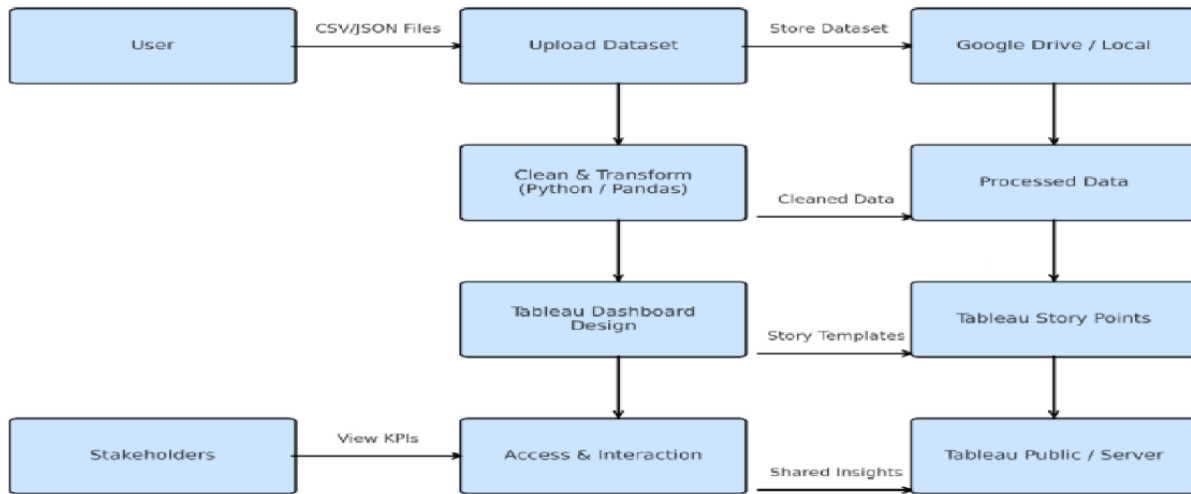 CSV/JSON Files
Store Dataset
User
Upload Dataset
Google Drive / Local
Clean & Transform
(Python / Pandas)
Processed Data
Cleaned Data
Tableau Dashboard
Design
Tableau Story Points
Story Templates
View KPIs
Stakeholders
Access & Interaction
Tableau Public / Server
Shared Insights